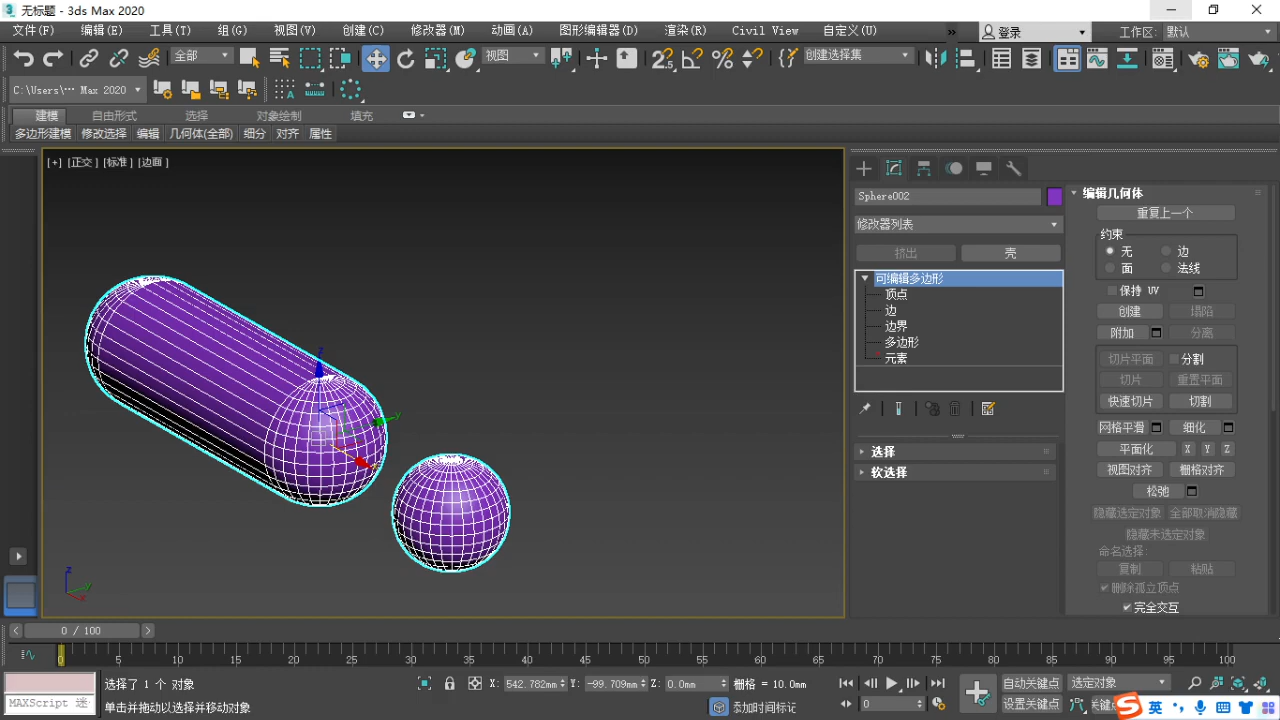 无标题 - 3ds Max 2020
文件(F) 编辑(E) 工具(T) 组(G) 视图(V) 创建(C) 修改器(M) 动画(A) 图形编辑器(D) 渲染(R) Civil View 自定义(U) » 登录 工作区: 默认
全部 视图 2.5 创建选择集
C:\Users\··· Max 2020
建模 自由形式 选择 对象绘制 填充
多边形建模 修改选择 编辑 几何体(全部) 细分 对齐 属性
[+] [正交] [标准] [边面]
Sphere002
修改器列表
挤出 壳
可编辑多边形
顶点
边
边界
多边形
元素
选择
软选择
编辑几何体
重复上一个
约束
无 边
面 法线
保持 UV
创建 塌陷
附加 分离
切片平面 分割
切片 重置平面
快速切片 切割
网格平滑 细化
平面化 X Y Z
视图对齐 栅格对齐
松弛
隐藏选定对象 全部取消隐藏
隐藏未选定对象
命名选择:
复制 粘贴
删除孤立顶点
完全交互
z y x
z y x
0 / 100
0 5 10 15 20 25 30 35 40 45 50 55 60 65 70 75 80 85 90 95 100
选择了 1 个 对象 X: 542.782mm Y: -99.709mm Z: 0.0mm 栅格 = 10.0mm 自动关键点 选定对象
MAXScript 迷 单击并拖动以选择并移动对象 添加时间标记 0 设置关键点 关键点
英